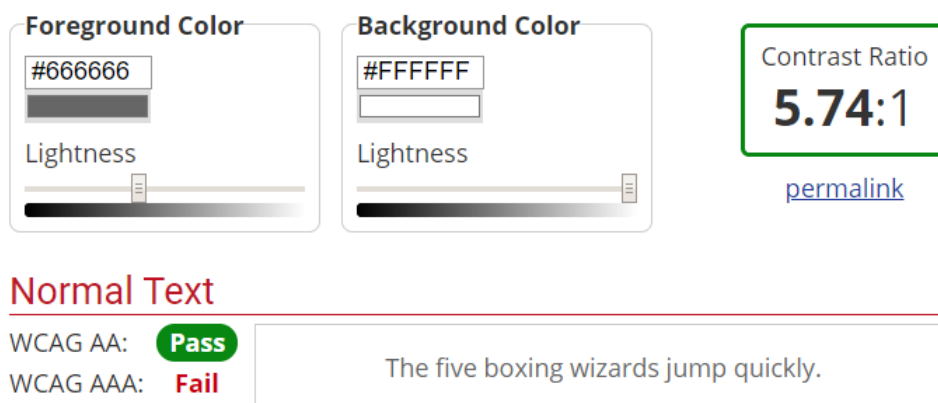 Foreground Color
#666666
Lightness
Background Color
#FFFFFF
Lightness
Contrast Ratio
5.74:1
permalink
Normal Text
WCAG AA: Pass
WCAG AAA: Fail
The five boxing wizards jump quickly.